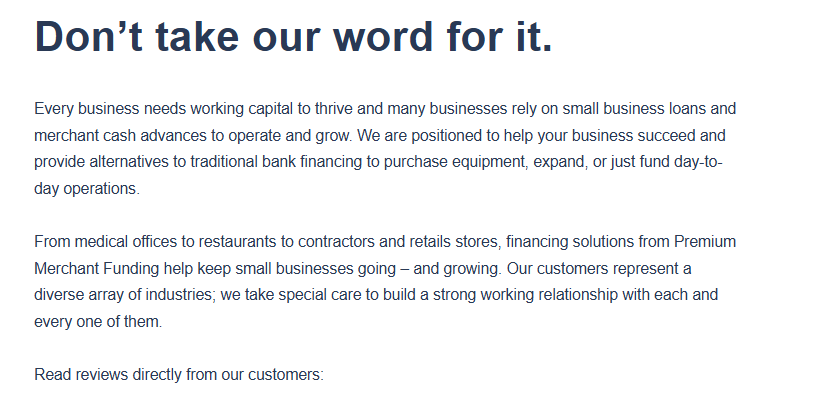 Don’t take our word for it.
Every business needs working capital to thrive and many businesses rely on small business loans and
merchant cash advances to operate and grow. We are positioned to help your business succeed and
provide alternatives to traditional bank financing to purchase equipment, expand, or just fund day-to-
day operations.
From medical offices to restaurants to contractors and retails stores, financing solutions from Premium
Merchant Funding help keep small businesses going – and growing. Our customers represent a
diverse array of industries; we take special care to build a strong working relationship with each and
every one of them.
Read reviews directly from our customers: